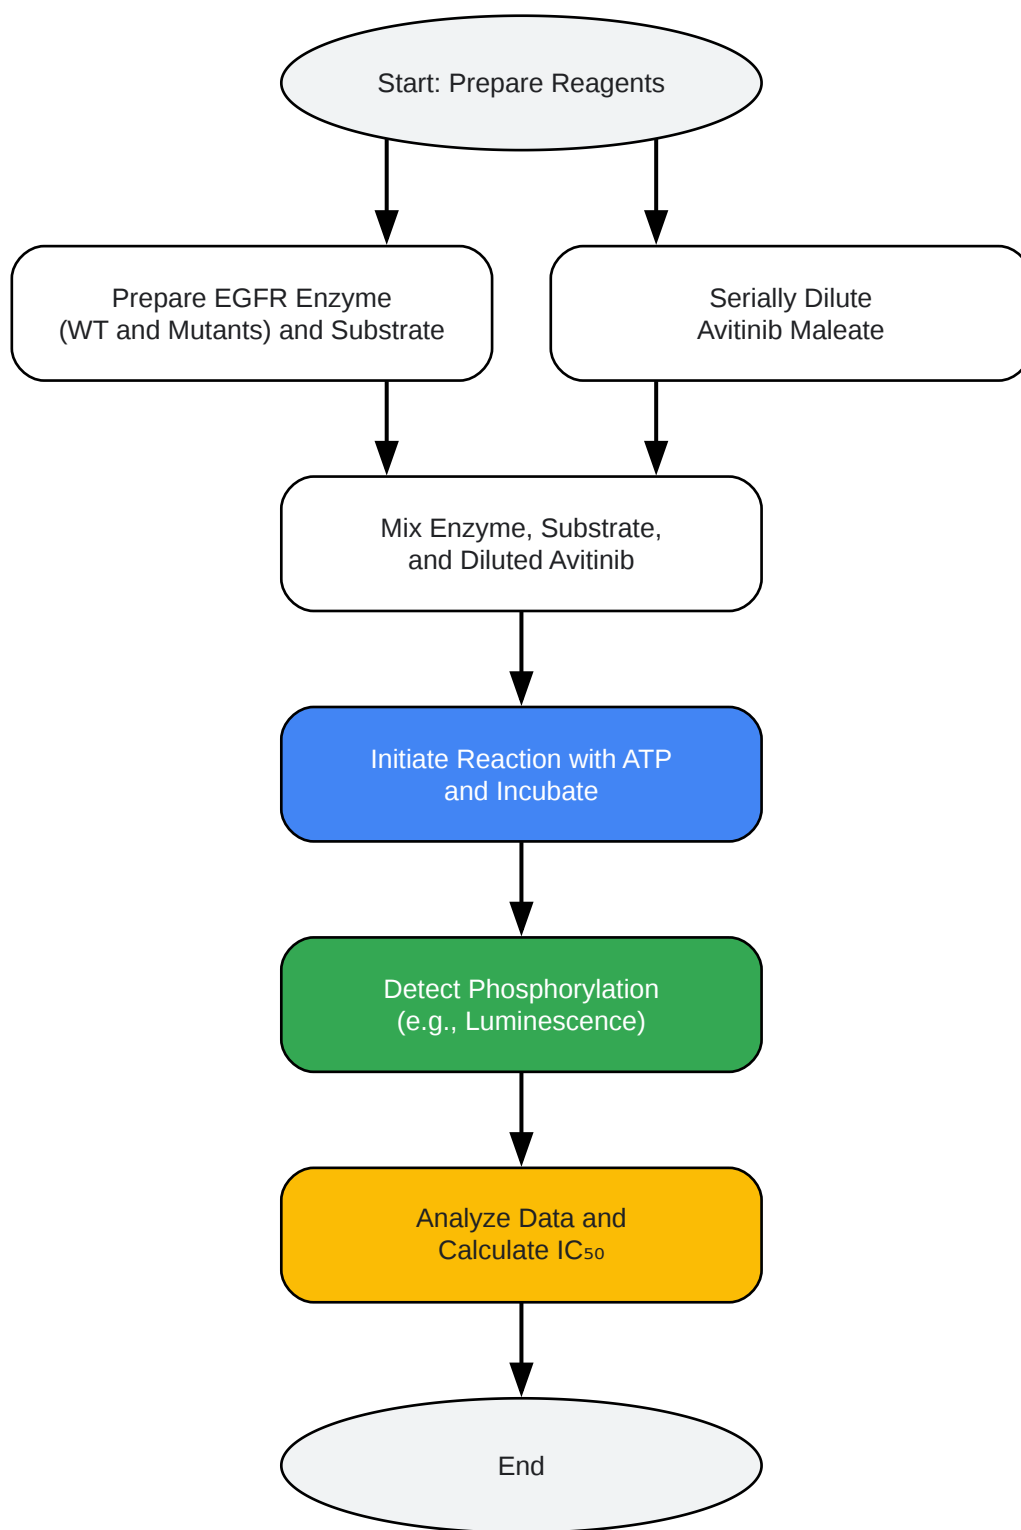 Start: Prepare Reagents
Prepare EGFR Enzyme
(WT and Mutants) and Substrate
Serially Dilute
Avitinib Maleate
Mix Enzyme, Substrate,
and Diluted Avitinib
Initiate Reaction with ATP
and Incubate
Detect Phosphorylation
(e.g., Luminescence)
Analyze Data and
Calculate IC₅₀
End